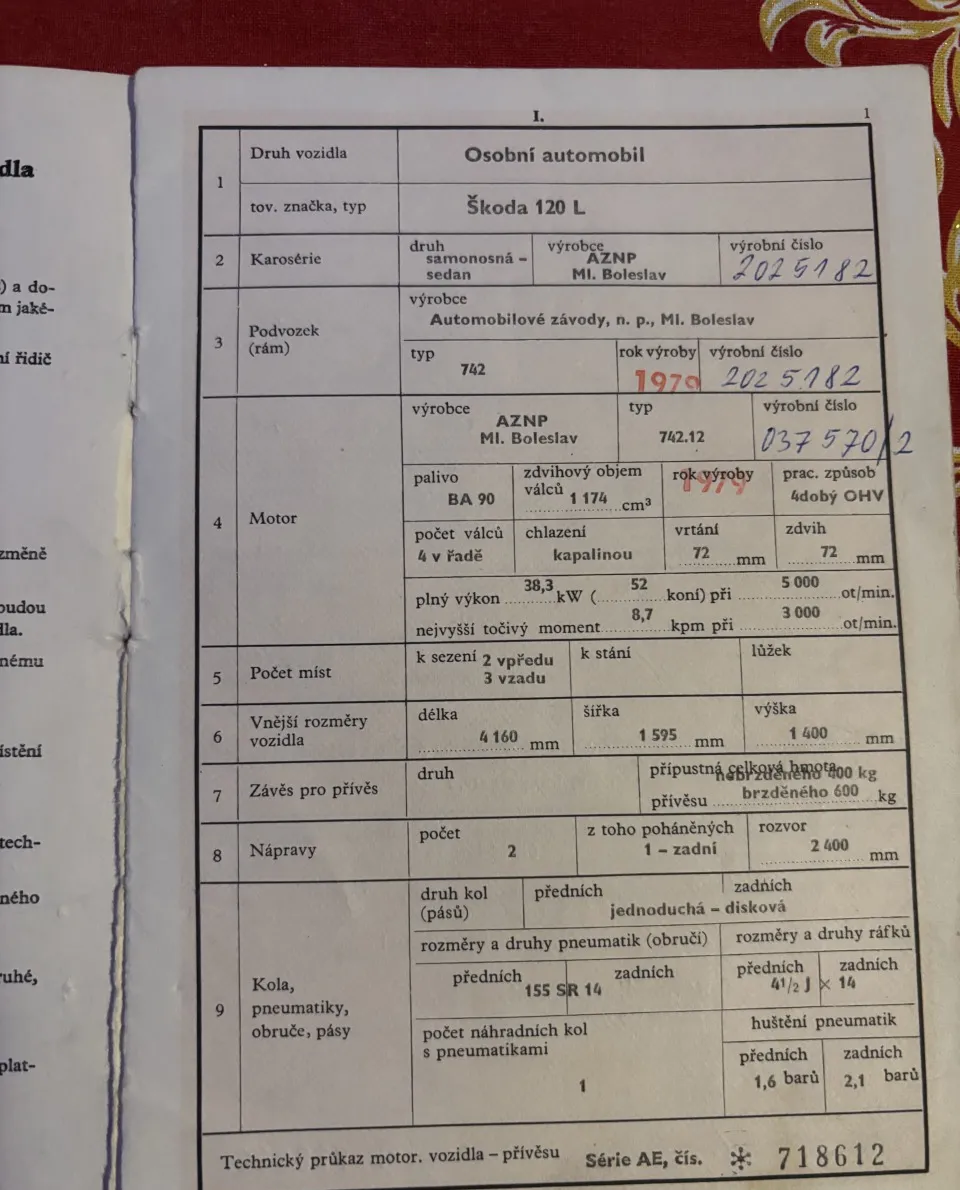 dla
) a do-
m jaké-
ní řidič
změně
budou
dla.
nému
ístění
tech-
ného
ruhé,
plat-
I. 1
1 Druh vozidla Osobní automobil
tov. značka, typ Škoda 120 L
2 Karosérie druh samonosná – sedan výrobce AZNP Ml. Boleslav výrobní číslo 2025182
3 Podvozek (rám) výrobce Automobilové závody, n. p., Ml. Boleslav
typ 742 rok výroby 1979 výrobní číslo 2025182
4 Motor výrobce AZNP Ml. Boleslav typ 742.12 výrobní číslo 037570/2
palivo BA 90 zdvihový objem válců 1 174 cm³ rok výroby 1979 prac. způsob 4dobý OHV
počet válců 4 v řadě chlazení kapalinou vrtání 72 mm zdvih 72 mm
plný výkon 38,3 kW ( 52 koní) při 5 000 ot/min.
nejvyšší točivý moment 8,7 kpm při 3 000 ot/min.
5 Počet míst k sezení 2 vpředu 3 vzadu k stání lůžek
6 Vnější rozměry vozidla délka 4 160 mm šířka 1 595 mm výška 1 400 mm
7 Závěs pro přívěs druh přípustná celková hmota nebrzděného 400 kg
přívěsu brzděného 600 kg
8 Nápravy počet 2 z toho poháněných 1 – zadní rozvor 2 400 mm
9 Kola, pneumatiky, obruče, pásy druh kol (pásů) předních zadních jednoduchá – disková
rozměry a druhy pneumatik (obručí) rozměry a druhy ráfků
předních zadních 155 SR 14 předních zadních 4½ J × 14
počet náhradních kol s pneumatikami 1 huštění pneumatik
předních 1,6 barů zadních 2,1 barů
Technický průkaz motor. vozidla – přívěsu Série AE, čís. ✻ 718612